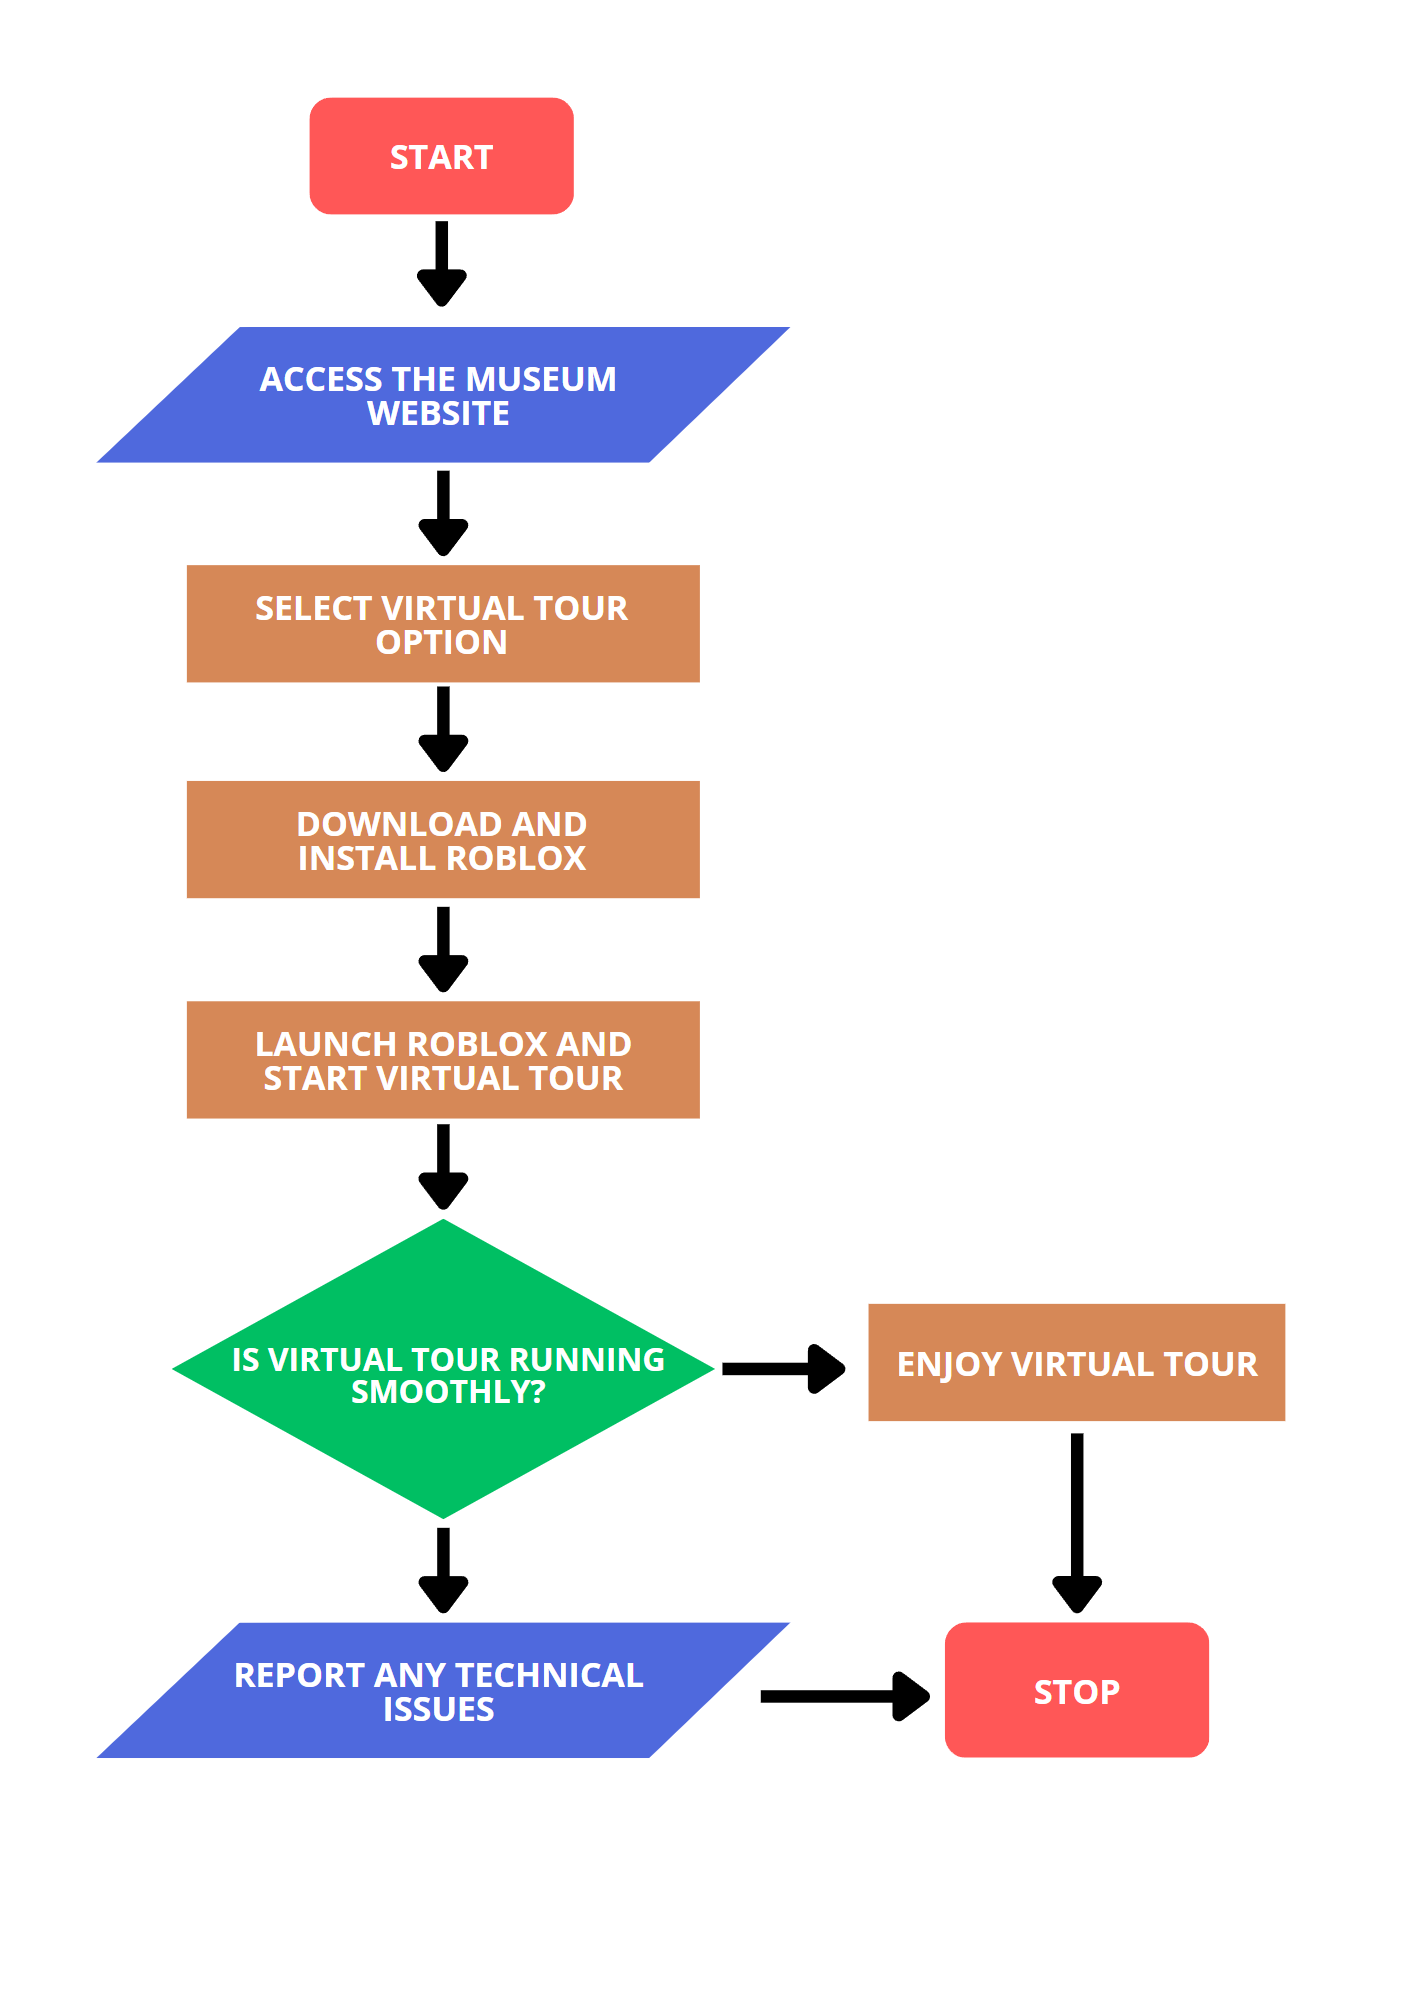 START
ACCESS THE MUSEUM
WEBSITE
SELECT VIRTUAL TOUR
OPTION
DOWNLOAD AND
INSTALL ROBLOX
LAUNCH ROBLOX AND
START VIRTUAL TOUR
IS VIRTUAL TOUR RUNNING
SMOOTHLY?
ENJOY VIRTUAL TOUR
REPORT ANY TECHNICAL
ISSUES
STOP